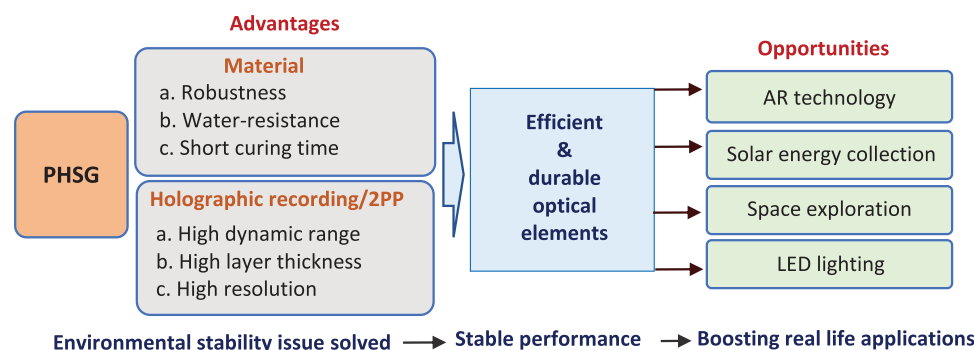 Advantages
Material
a. Robustness
b. Water-resistance
c. Short curing time
PHSG
Holographic recording/2PP
a. High dynamic range
b. High layer thickness
c. High resolution
Efficient
&
durable
optical
elements
Opportunities
AR technology
Solar energy collection
Space exploration
LED lighting
Environmental stability issue solved
Stable performance
Boosting real life applications